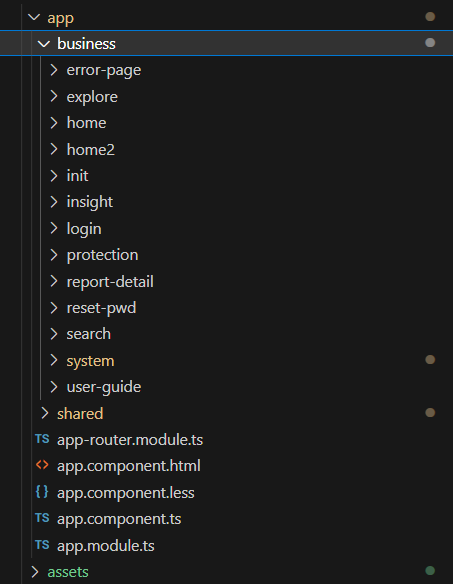 app
business
error-page
explore
home
home2
init
insight
login
protection
report-detail
reset-pwd
search
system
user-guide
shared
TS app-router.module.ts
<> app.component.html
{ } app.component.less
TS app.component.ts
TS app.module.ts
assets